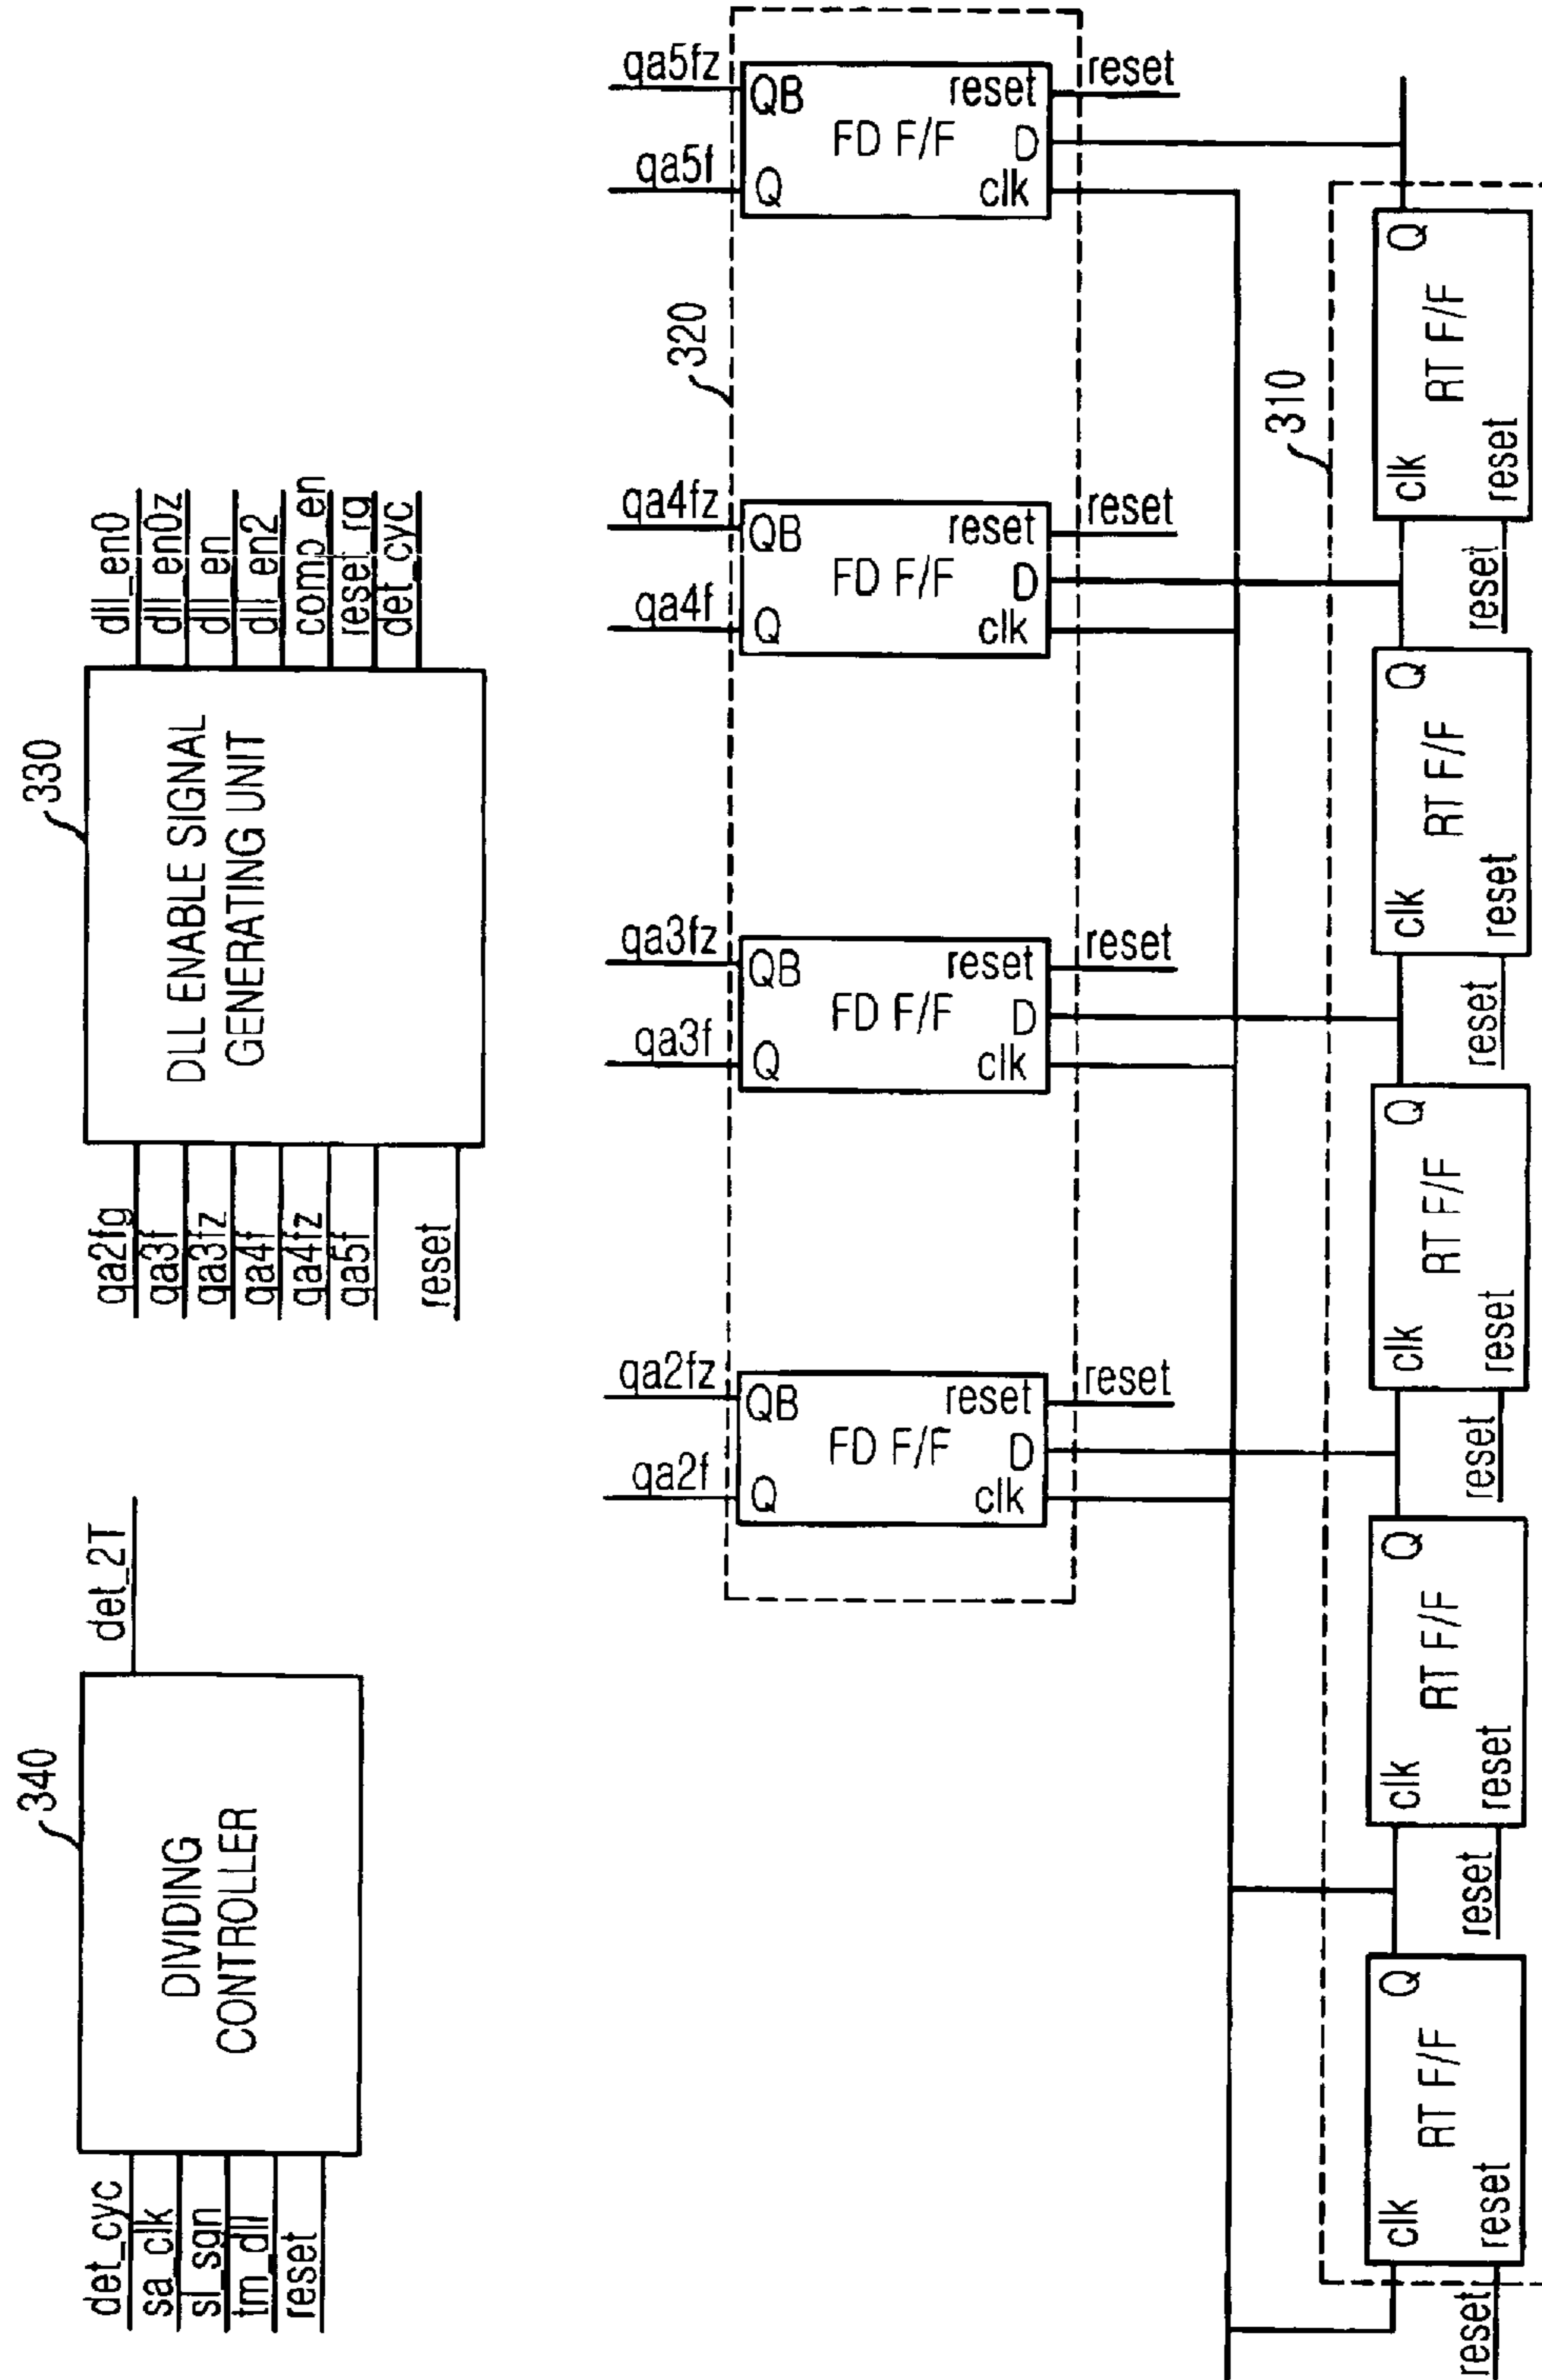 340
det_cyc
sa_clk
sl_sgn
tm_dll
reset
DIVIDING
CONTROLLER
det_2T
330
qa2fg
qa3f
qa3fz
qa4f
qa4fz
qa5f
reset
DLL ENABLE SIGNAL
GENERATING UNIT
dll_en0
dll_en0z
dll_en
dll_en2
comp_en
reset_rg
det_cyc
320
qa2f
qa2fz
Q
QB
FD F/F
clk
D
reset
reset
qa3f
qa3fz
Q
QB
FD F/F
clk
D
reset
reset
qa4f
qa4fz
Q
QB
FD F/F
clk
D
reset
reset
qa5f
qa5fz
Q
QB
FD F/F
clk
D
reset
reset
310
reset
clk
Q
RT F/F
reset
reset
clk
Q
RT F/F
reset
reset
clk
Q
RT F/F
reset
reset
clk
Q
RT F/F
reset
reset
clk
Q
RT F/F
reset